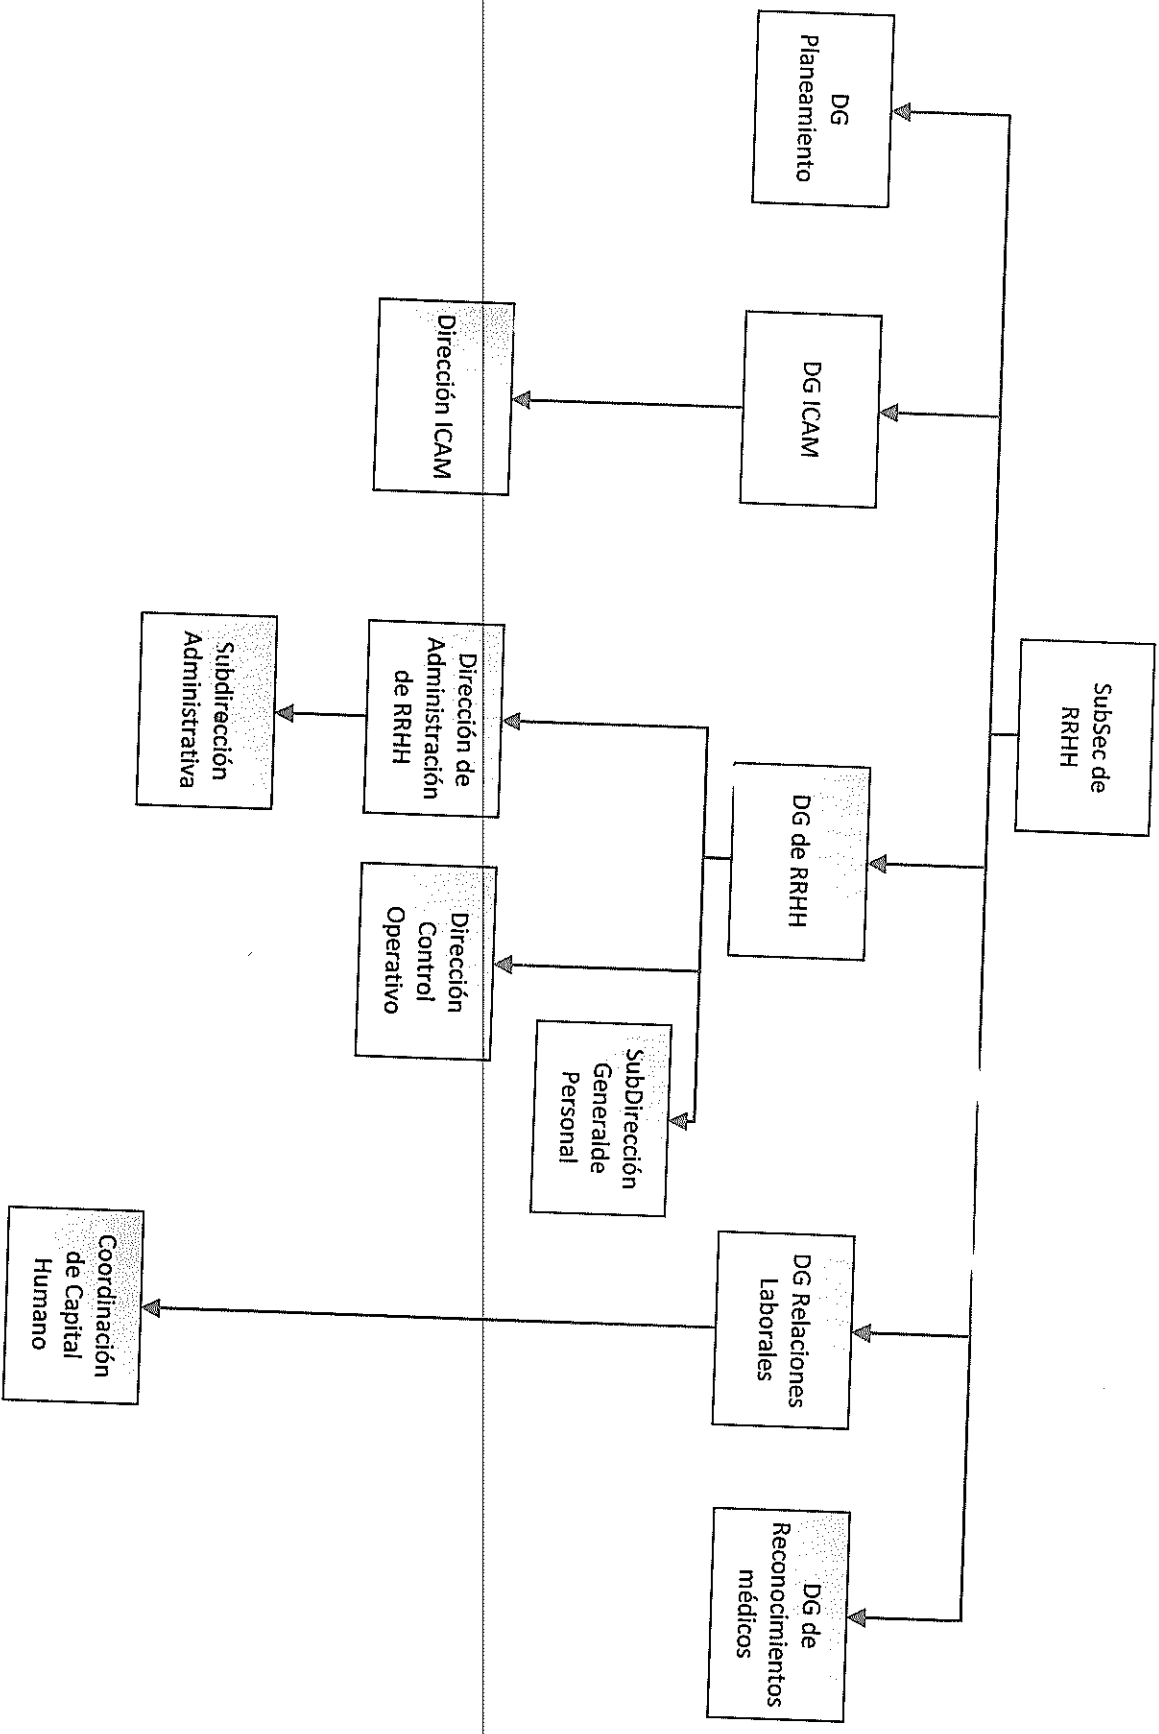 SubSec de
RRHH
DG
Planeamiento
DG ICAM
DG de RRHH
DG Relaciones
Laborales
DG de
Reconocimientos
médicos
SubDirección
Generalde
Personal
Dirección ICAM
Dirección de
Administración
de RRHH
Dirección
Control
Operativo
Subdirección
Administrativa
Coordinación
de Capital
Humano